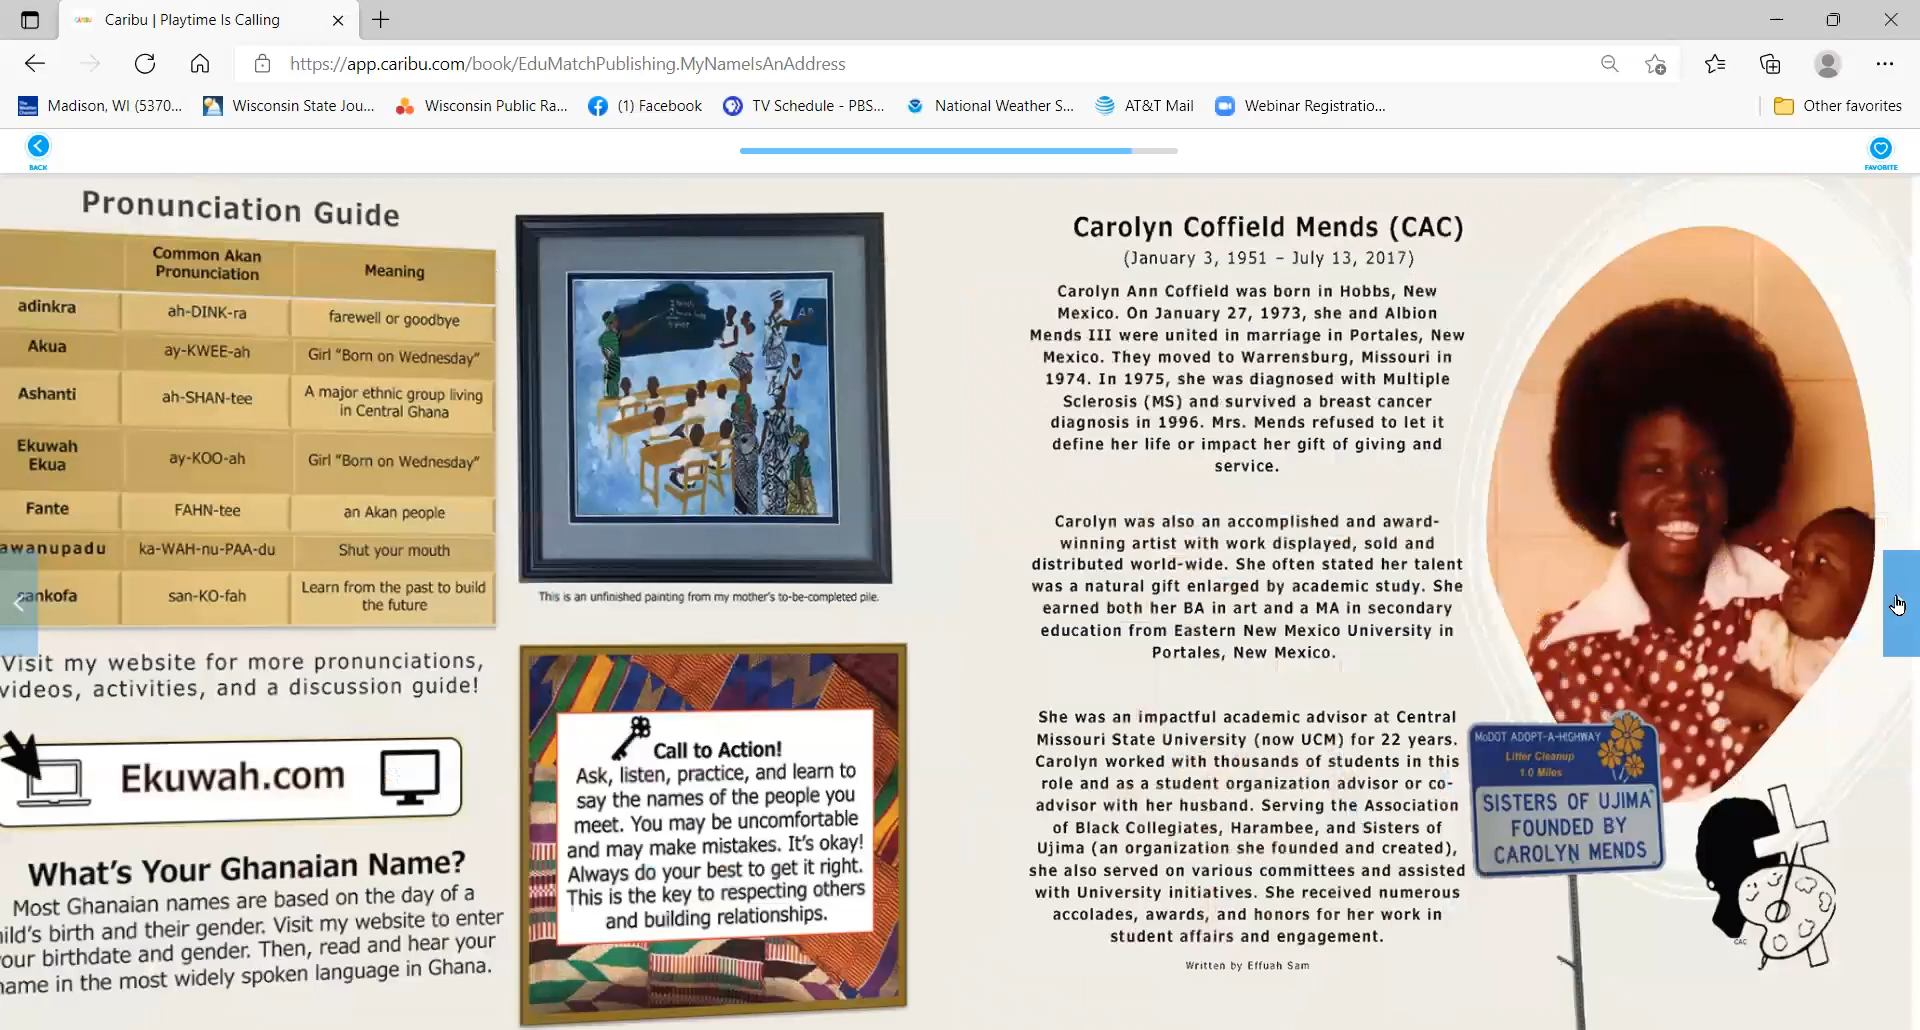 Caribu | Playtime Is Calling
https://app.caribu.com/book/EduMatchPublishing.MyNameIsAnAddress
Madison, WI (5370...
Wisconsin State Jou...
Wisconsin Public Ra...
(1) Facebook
TV Schedule - PBS...
National Weather S...
AT&T Mail
Webinar Registratio...
Other favorites
BACK
FAVORITE
Pronunciation Guide
Common Akan Pronunciation
Meaning
adinkra ah-DINK-ra farewell or goodbye
Akua ay-KWEE-ah Girl "Born on Wednesday"
Ashanti ah-SHAN-tee A major ethnic group living
in Central Ghana
Ekuwah
Ekua ay-KOO-ah Girl "Born on Wednesday"
Fante FAHN-tee an Akan people
awanupadu ka-WAH-nu-PAA-du Shut your mouth
sankofa san-KO-fah Learn from the past to build
the future
Visit my website for more pronunciations,
videos, activities, and a discussion guide!
Ekuwah.com
What's Your Ghanaian Name?
Most Ghanaian names are based on the day of a
ild's birth and their gender. Visit my website to enter
our birthdate and gender. Then, read and hear your
ame in the most widely spoken language in Ghana.
This is an unfinished painting from my mother's to-be-completed pile.
Call to Action!
Ask, listen, practice, and learn to
say the names of the people you
meet. You may be uncomfortable
and may make mistakes. It's okay!
Always do your best to get it right.
This is the key to respecting others
and building relationships.
Carolyn Coffield Mends (CAC)
(January 3, 1951 – July 13, 2017)
Carolyn Ann Coffield was born in Hobbs, New
Mexico. On January 27, 1973, she and Albion
Mends III were united in marriage in Portales, New
Mexico. They moved to Warrensburg, Missouri in
1974. In 1975, she was diagnosed with Multiple
Sclerosis (MS) and survived a breast cancer
diagnosis in 1996. Mrs. Mends refused to let it
define her life or impact her gift of giving and
service.
Carolyn was also an accomplished and award-
winning artist with work displayed, sold and
distributed world-wide. She often stated her talent
was a natural gift enlarged by academic study. She
earned both her BA in art and a MA in secondary
education from Eastern New Mexico University in
Portales, New Mexico.
She was an impactful academic advisor at Central
Missouri State University (now UCM) for 22 years.
Carolyn worked with thousands of students in this
role and as a student organization advisor or co-
advisor with her husband. Serving the Association
of Black Collegiates, Harambee, and Sisters of
Ujima (an organization she founded and created),
she also served on various committees and assisted
with University initiatives. She received numerous
accolades, awards, and honors for her work in
student affairs and engagement.
Written by Effuah Sam
MoDOT ADOPT-A-HIGHWAY
Litter Cleanup
1.0 Miles
SISTERS OF UJIMA
FOUNDED BY
CAROLYN MENDS
CAC